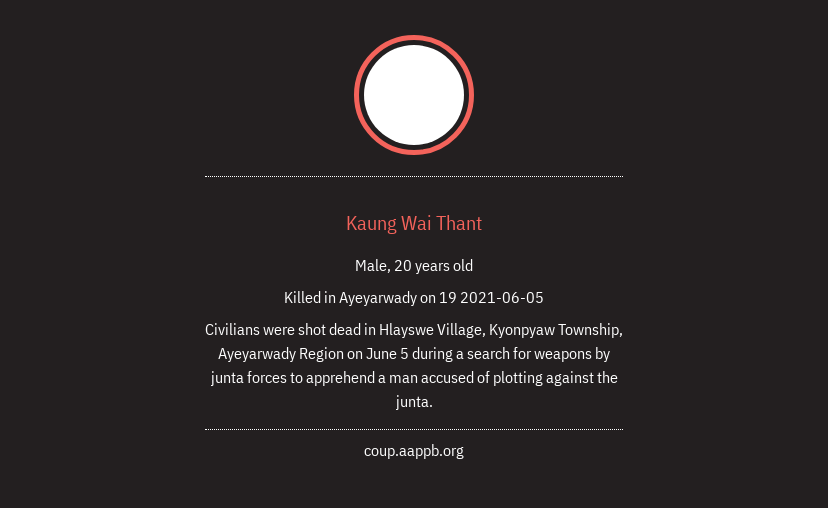 Kaung Wai Thant
Male, 20 years old
Killed in Ayeyarwady on 19 2021-06-05
Civilians were shot dead in Hlayswe Village, Kyonpyaw Township,
Ayeyarwady Region on June 5 during a search for weapons by
junta forces to apprehend a man accused of plotting against the
junta.
coup.aappb.org